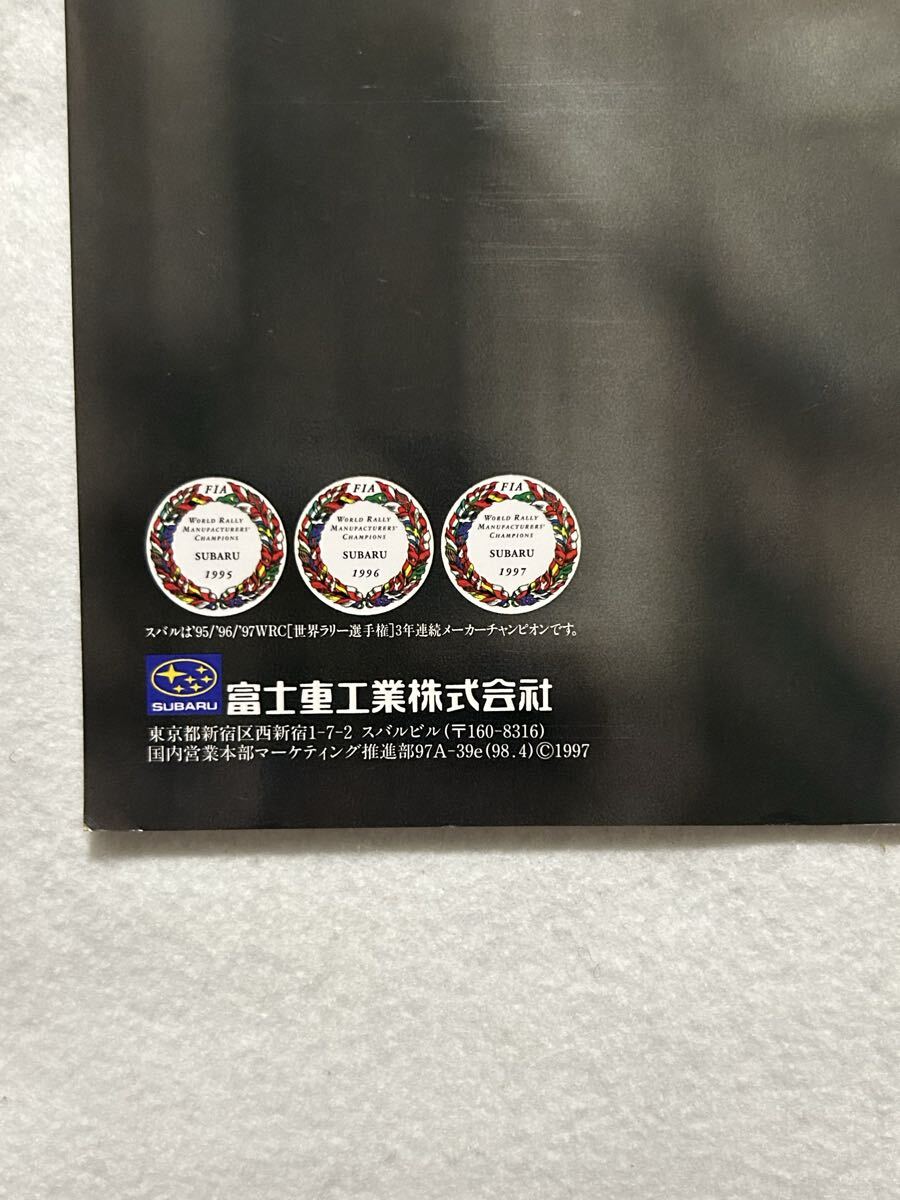 FIA
WORLD RALLY
MANUFACTURERS'
CHAMPIONS
SUBARU
1995
FIA
WORLD RALLY
MANUFACTURERS'
CHAMPIONS
SUBARU
1996
FIA
WORLD RALLY
MANUFACTURERS'
CHAMPIONS
SUBARU
1997
スバルは'95/'96/'97WRC[世界ラリー選手権]3年連続メーカーチャンピオンです。
SUBARU 富士重工業株式会社
東京都新宿区西新宿1-7-2 スバルビル(〒160-8316)
国内営業本部マーケティング推進部97A-39e(98.4)©1997